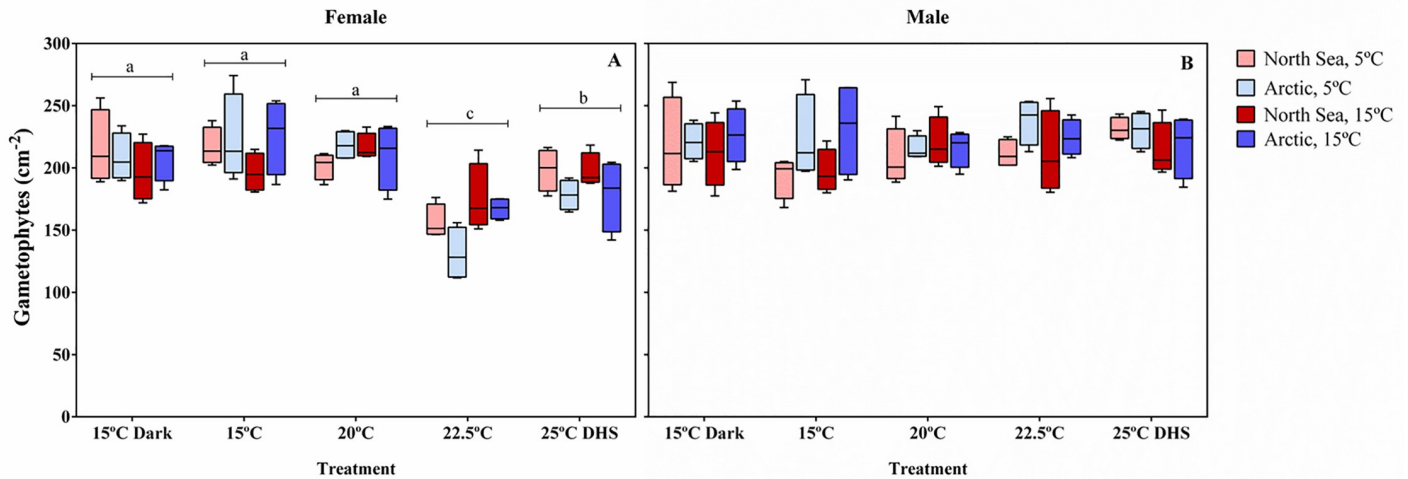 Female
Male
Gametophytes (cm-2)
300
250
200
150
100
50
0
a
a
a
c
b
A
B
15ºC Dark
15ºC
20ºC
22.5ºC
25ºC DHS
Treatment
15ºC Dark
15ºC
20ºC
22.5ºC
25ºC DHS
Treatment
North Sea, 5ºC
Arctic, 5ºC
North Sea, 15ºC
Arctic, 15ºC